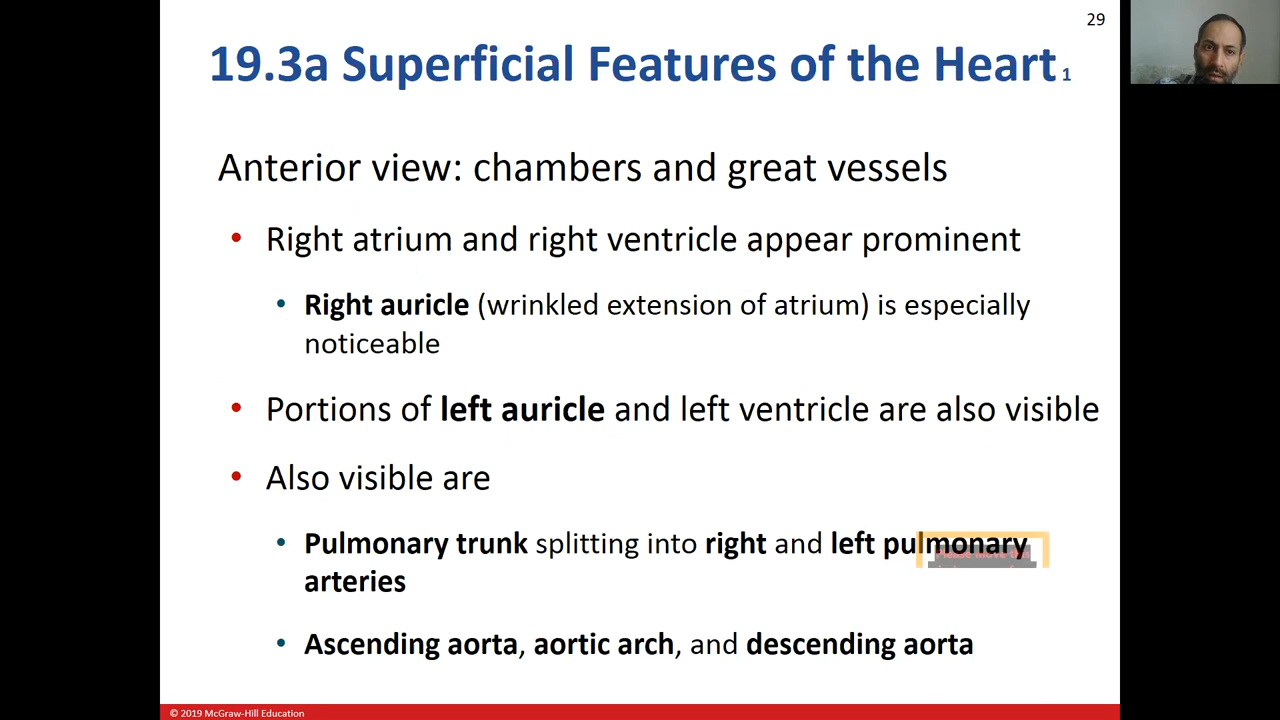 29
19.3a Superficial Features of the Heart 1
Anterior view: chambers and great vessels
• Right atrium and right ventricle appear prominent
• Right auricle (wrinkled extension of atrium) is especially
noticeable
• Portions of left auricle and left ventricle are also visible
• Also visible are
• Pulmonary trunk splitting into right and left pulmonary
arteries
Please move this
• Ascending aorta, aortic arch, and descending aorta
© 2019 McGraw-Hill Education